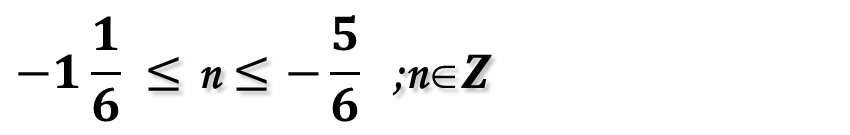 −1 1/6 ≤ n ≤ − 5/6 ;n∈Z